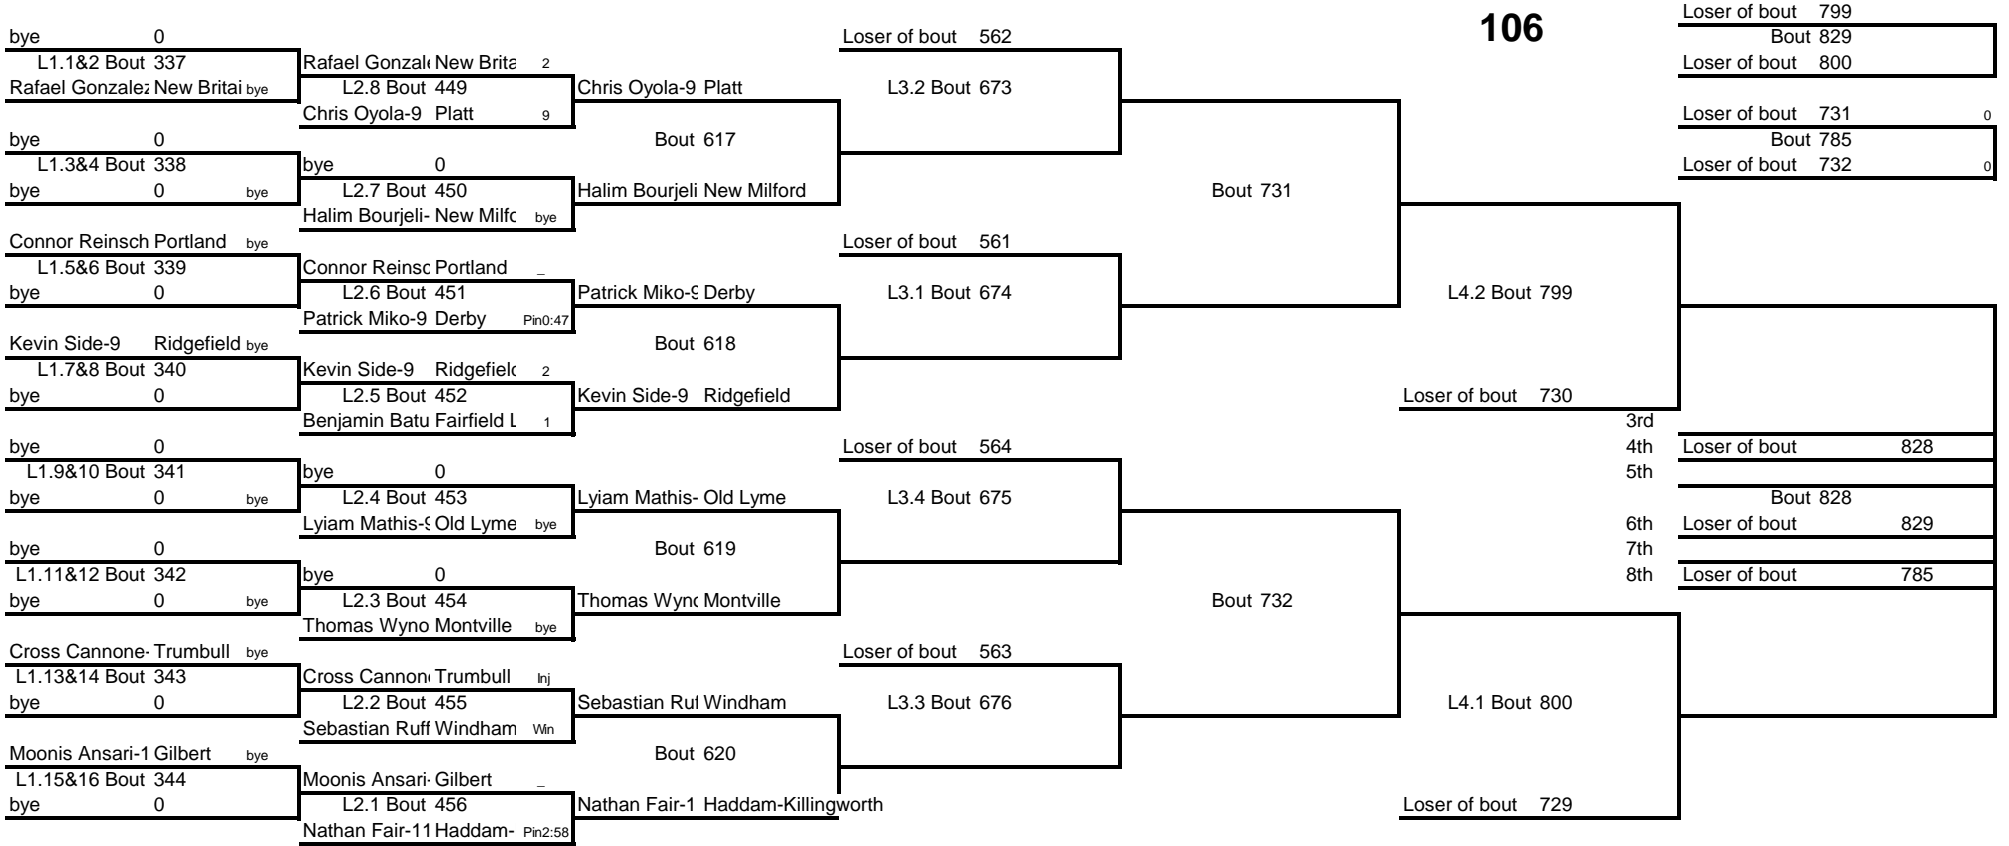 106
Loser of bout 799
bye 0
Loser of bout 562
Bout 829
L1.1&2 Bout 337
Rafael Gonzale New Brita 2
Loser of bout 800
Rafael Gonzalez New Britai bye
L2.8 Bout 449
Chris Oyola-9 Platt
L3.2 Bout 673
Chris Oyola-9 Platt 9
Loser of bout 731 0
bye 0
Bout 617
Bout 785
L1.3&4 Bout 338
bye 0
Loser of bout 732 0
bye 0 bye
L2.7 Bout 450
Halim Bourjeli New Milford
Bout 731
Halim Bourjeli- New Milfo bye
Connor Reinsch Portland bye
Loser of bout 561
L1.5&6 Bout 339
Connor Reinsc Portland _
bye 0
L2.6 Bout 451
Patrick Miko-9 Derby
L3.1 Bout 674
L4.2 Bout 799
Patrick Miko-9 Derby Pin0:47
Kevin Side-9 Ridgefield bye
Bout 618
L1.7&8 Bout 340
Kevin Side-9 Ridgefield 2
bye 0
L2.5 Bout 452
Kevin Side-9 Ridgefield
Loser of bout 730
Benjamin Batu Fairfield L 1
3rd
bye 0
Loser of bout 564
4th Loser of bout 828
L1.9&10 Bout 341
bye 0
5th
bye 0 bye
L2.4 Bout 453
Lyiam Mathis- Old Lyme
L3.4 Bout 675
Bout 828
Lyiam Mathis-9 Old Lyme bye
6th Loser of bout 829
bye 0
Bout 619
7th
L1.11&12 Bout 342
bye 0
8th Loser of bout 785
bye 0 bye
L2.3 Bout 454
Thomas Wyno Montville
Bout 732
Thomas Wyno Montville bye
Cross Cannone- Trumbull bye
Loser of bout 563
L1.13&14 Bout 343
Cross Cannon Trumbull Inj
bye 0
L2.2 Bout 455
Sebastian Ruf Windham
L3.3 Bout 676
L4.1 Bout 800
Sebastian Ruff Windham Win
Moonis Ansari-1 Gilbert bye
Bout 620
L1.15&16 Bout 344
Moonis Ansari- Gilbert _
bye 0
L2.1 Bout 456
Nathan Fair-1 Haddam-Killingworth
Loser of bout 729
Nathan Fair-11 Haddam- Pin2:58